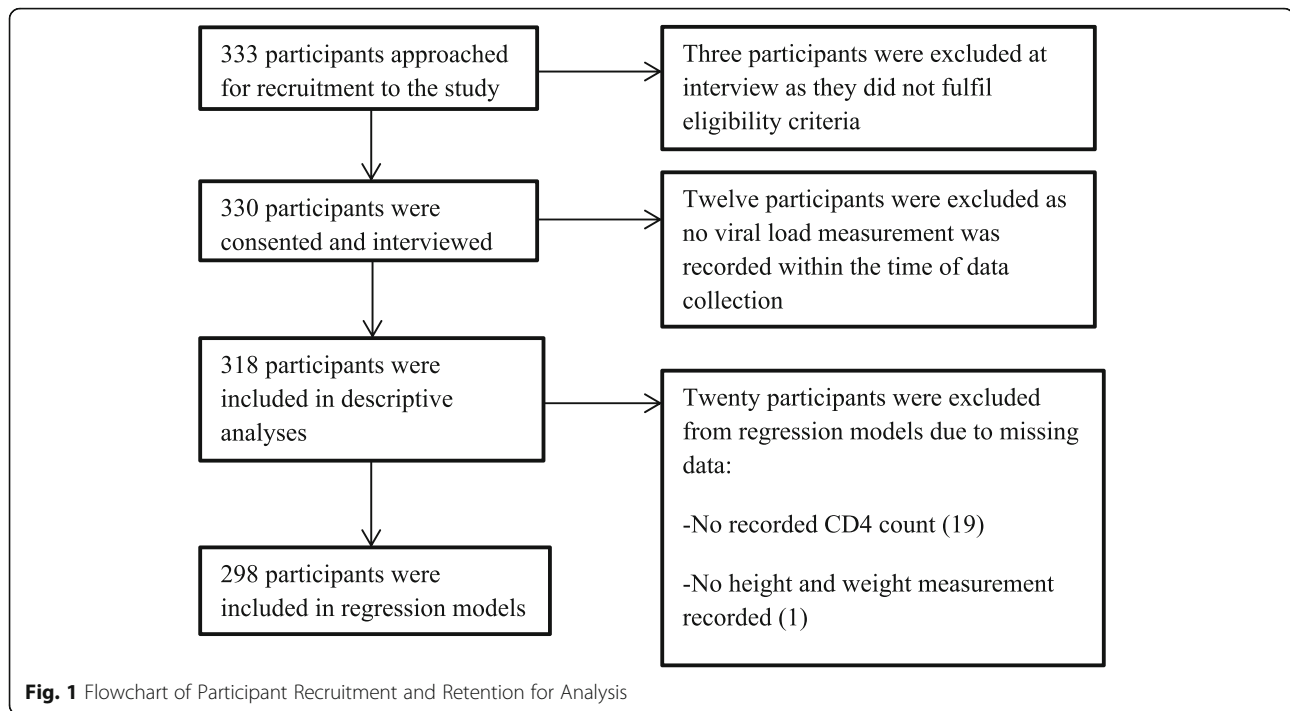 333 participants approached
for recruitment to the study
Three participants were excluded at
interview as they did not fulfil
eligibility criteria
330 participants were
consented and interviewed
Twelve participants were excluded as
no viral load measurement was
recorded within the time of data
collection
318 participants were
included in descriptive
analyses
Twenty participants were excluded
from regression models due to missing
data:
-No recorded CD4 count (19)
-No height and weight measurement
recorded (1)
298 participants were
included in regression models
Fig. 1 Flowchart of Participant Recruitment and Retention for Analysis